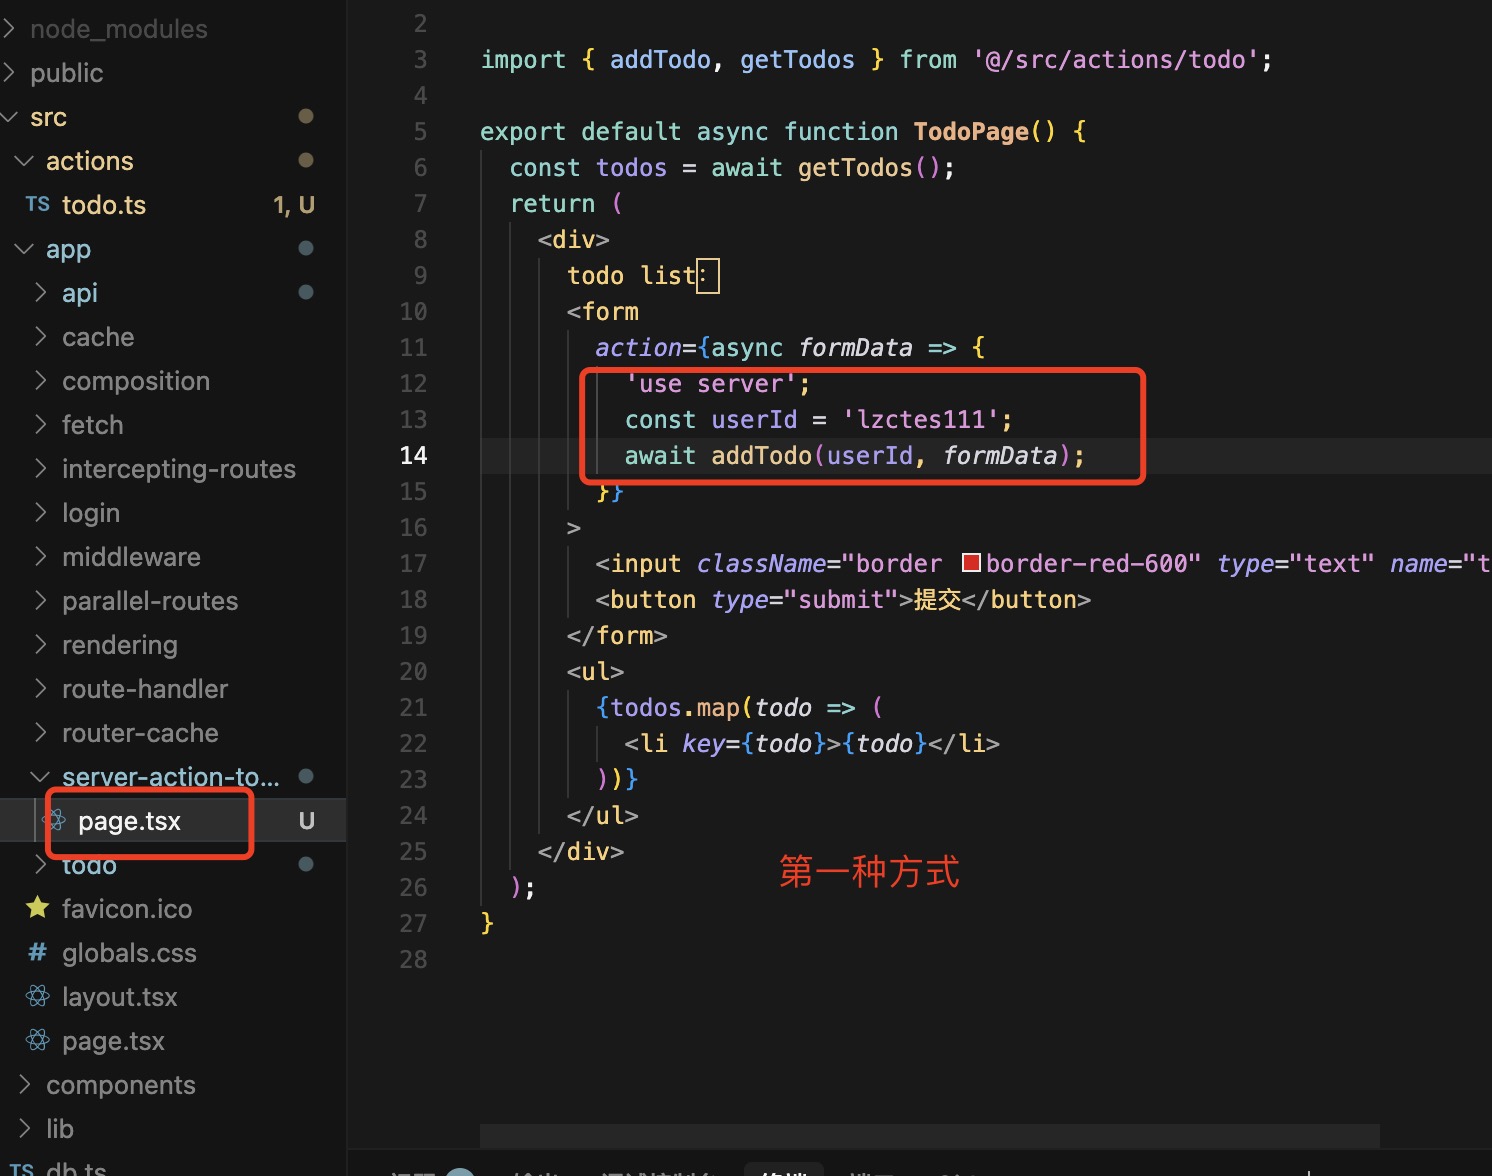 node_modules
public
src
actions
TS todo.ts 1, U
app
api
cache
composition
fetch
intercepting-routes
login
middleware
parallel-routes
rendering
route-handler
router-cache
server-action-to...
page.tsx U
todo
favicon.ico
# globals.css
layout.tsx
page.tsx
components
lib
TS db.ts
2
3 import { addTodo, getTodos } from '@/src/actions/todo';
4
5 export default async function TodoPage() {
6 const todos = await getTodos();
7 return (
8 <div>
9 todo list：
10 <form
11 action={async formData => {
12 'use server';
13 const userId = 'lzctes111';
14 await addTodo(userId, formData);
15 }}
16 >
17 <input className="border border-red-600" type="text" name="t
18 <button type="submit">提交</button>
19 </form>
20 <ul>
21 {todos.map(todo => (
22 <li key={todo}>{todo}</li>
23 ))}
24 </ul>
25 </div>
26 );
27 }
28
第一种方式